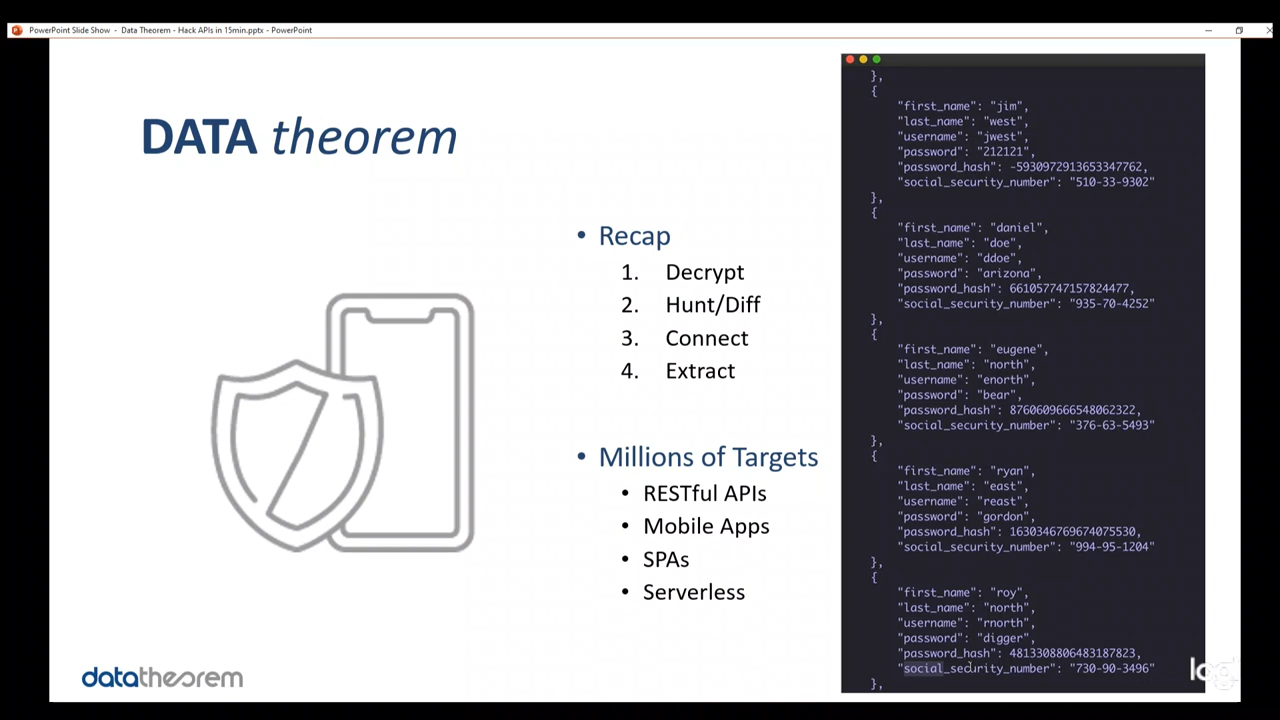 PowerPoint Slide Show - Data Theorem - Hack APIs in 15min.pptx - PowerPoint
DATA theorem
• Recap
1. Decrypt
2. Hunt/Diff
3. Connect
4. Extract
• Millions of Targets
• RESTful APIs
• Mobile Apps
• SPAs
• Serverless
datatheorem
},
{
"first_name": "jim",
"last_name": "west",
"username": "jwest",
"password": "212121",
"password_hash": -5930972913653347762,
"social_security_number": "510-33-9302"
},
{
"first_name": "daniel",
"last_name": "doe",
"username": "ddoe",
"password": "arizona",
"password_hash": 661057747157824477,
"social_security_number": "935-70-4252"
},
{
"first_name": "eugene",
"last_name": "north",
"username": "enorth",
"password": "bear",
"password_hash": 8760609666548062322,
"social_security_number": "376-63-5493"
},
{
"first_name": "ryan",
"last_name": "east",
"username": "reast",
"password": "gordon",
"password_hash": 1630346769674075530,
"social_security_number": "994-95-1204"
},
{
"first_name": "roy",
"last_name": "north",
"username": "rnorth",
"password": "digger",
"password_hash": 4813308806483187823,
"social_security_number": "730-90-3496"
},